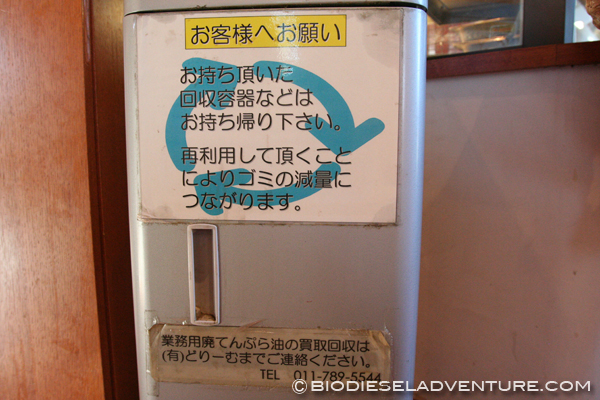 お客様へお願い
お持ち頂いた
回収容器などは
お持ち帰り下さい。
再利用して頂くこと
によりゴミの減量に
つながります。
業務用廃てんぷら油の買取回収は
(有)どりーむまでご連絡ください。
TEL 011-789-5544
© BIODIESELADVENTURE.COM